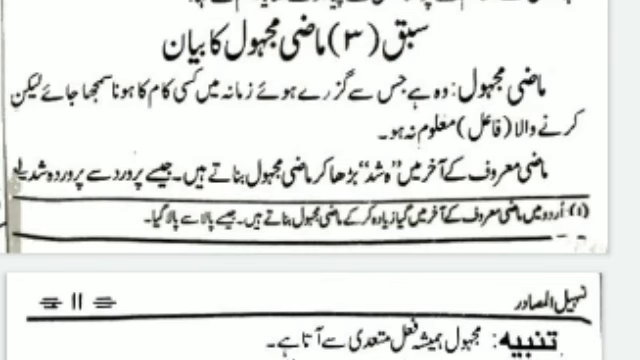 سبق (۳) ماضی مجہول کا بیان
ماضی مجہول: وہ ہے جس سے گزرے ہوئے زمانہ میں کسی کام کا ہونا سمجھا جائے لیکن
کرنے والا (فاعل) معلوم نہ ہو۔
ماضی معروف کے آخر میں "ہ شد" بڑھا کر ماضی مجہول بناتے ہیں۔ جیسے پرورد سے پروردہ شد
(۱) اُردو میں ماضی معروف کے آخر میں گیا زیادہ کر کے ماضی مجہول بناتے ہیں۔ جیسے پالا سے پالا گیا۔
تسہیل المصادر
۱۱
تنبیہ: مجہول ہمیشہ فعل متعدی سے آتا ہے۔